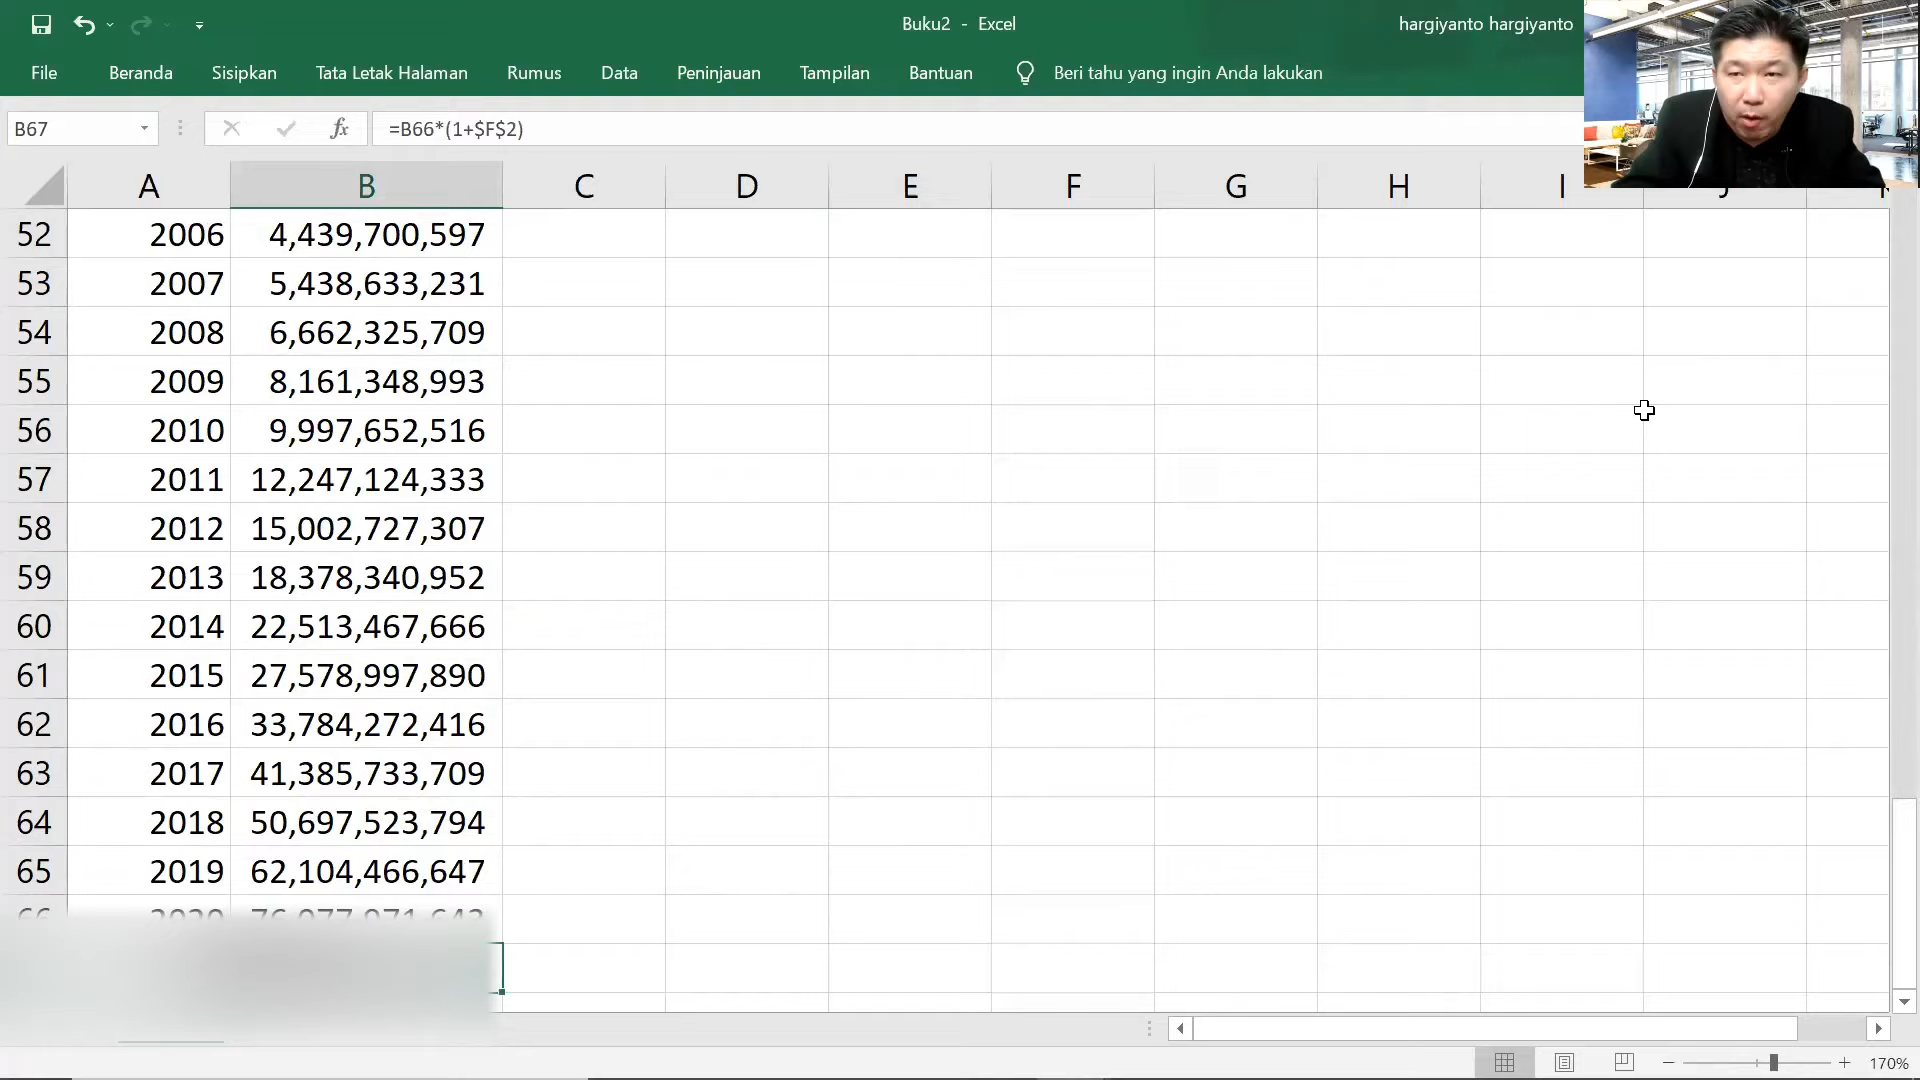 Buku2 - Excel
hargiyanto hargiyanto
File Beranda Sisipkan Tata Letak Halaman Rumus Data Peninjauan Tampilan Bantuan Beri tahu yang ingin Anda lakukan
B67 fx =B66*(1+$F$2)
A B C D E F G H I J
52 2006 4,439,700,597
53 2007 5,438,633,231
54 2008 6,662,325,709
55 2009 8,161,348,993
56 2010 9,997,652,516
57 2011 12,247,124,333
58 2012 15,002,727,307
59 2013 18,378,340,952
60 2014 22,513,467,666
61 2015 27,578,997,890
62 2016 33,784,272,416
63 2017 41,385,733,709
64 2018 50,697,523,794
65 2019 62,104,466,647
170%